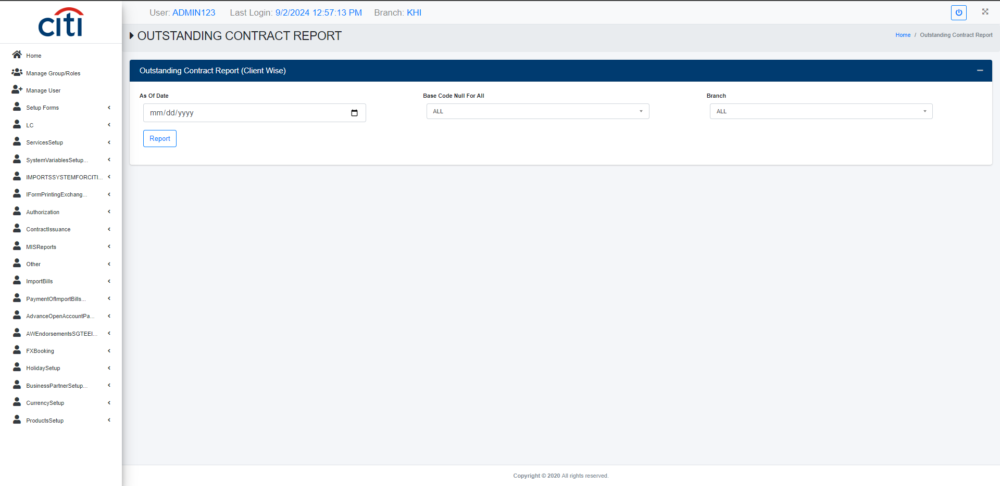 citi
User: ADMIN123 Last Login: 9/2/2024 12:57:13 PM Branch: KHI
OUTSTANDING CONTRACT REPORT
Home / Outstanding Contract Report
Home
Manage Group/Roles
Manage User
Setup Forms
LC
ServicesSetup
SystemVariablesSetup...
IMPORTSSYSTEMFORCITI...
IFormPrintingExchang...
Authorization
ContractIssuance
MISReports
Other
ImportBills
PaymentOfImportBills...
AdvanceOpenAccountPa...
AWEndorsementsSGTEEI...
FXBooking
HolidaySetup
BusinessPartnerSetup...
CurrencySetup
ProductsSetup
Outstanding Contract Report (Client Wise)
As Of Date
mm/dd/yyyy
Base Code Null For All
ALL
Branch
ALL
Report
Copyright © 2020 All rights reserved.